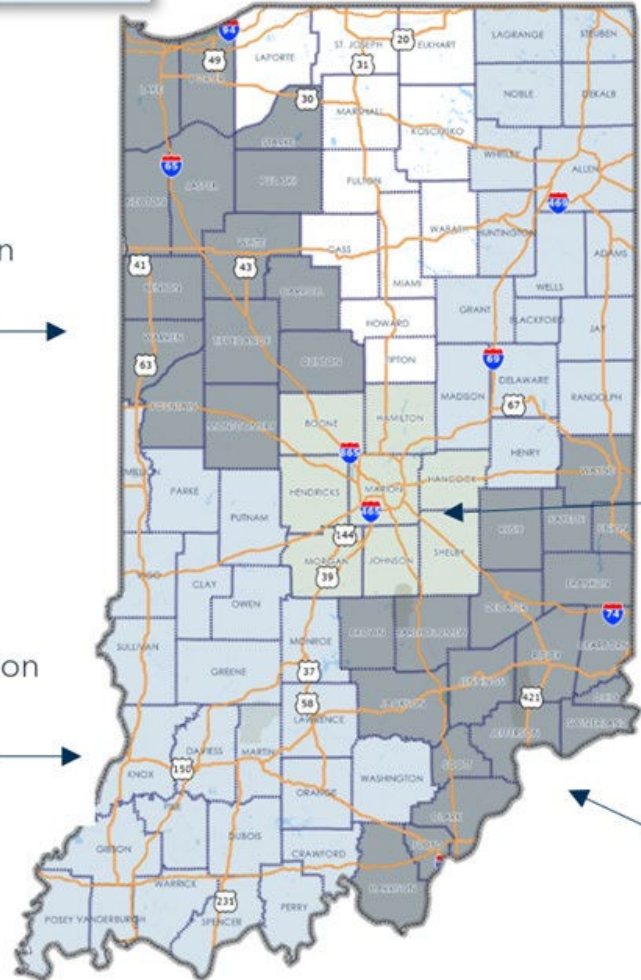 94
20
LAGRANGE
STEUBEN
49
LAPORTE
ST. JOSEPH
ELKHART
31
LAKE
PORTER
30
NOBLE
DEKALB
MARSHALL
KOSCIUSKO
STARKE
WHITLEY
65
ALLEN
JASPER
PULASKI
FULTON
NEWTON
469
WABASH
HUNTINGTON
n
WHITE
CASS
ADAMS
41
43
MIAMI
WELLS
BENTON
CARROLL
GRANT
BLACKFORD
HOWARD
JAY
WARREN
TIPPECANOE
CLINTON
TIPTON
69
63
DELAWARE
MADISON
67
RANDOLPH
FOUNTAIN
BOONE
HAMILTON
MONTGOMERY
HENRY
865
PARKE
HENDRICKS
MARION
HANCOCK
WAYNE
PUTNAM
465
RUSH
FAYETTE
UNION
144
VIGO
MORGAN
JOHNSON
SHELBY
CLAY
39
FRANKLIN
OWEN
DECATUR
74
SULLIVAN
MONROE
BROWN
BARTHOLOMEW
RIPLEY
DEARBORN
on
GREENE
37
JENNINGS
421
OHIO
58
JACKSON
SWITZERLAND
LAWRENCE
JEFFERSON
DAVIESS
MARTIN
KNOX
150
WASHINGTON
SCOTT
PIKE
ORANGE
CLARK
GIBSON
DUBOIS
CRAWFORD
FLOYD
WARRICK
HARRISON
231
PERRY
POSEY
VANDERBURGH
SPENCER